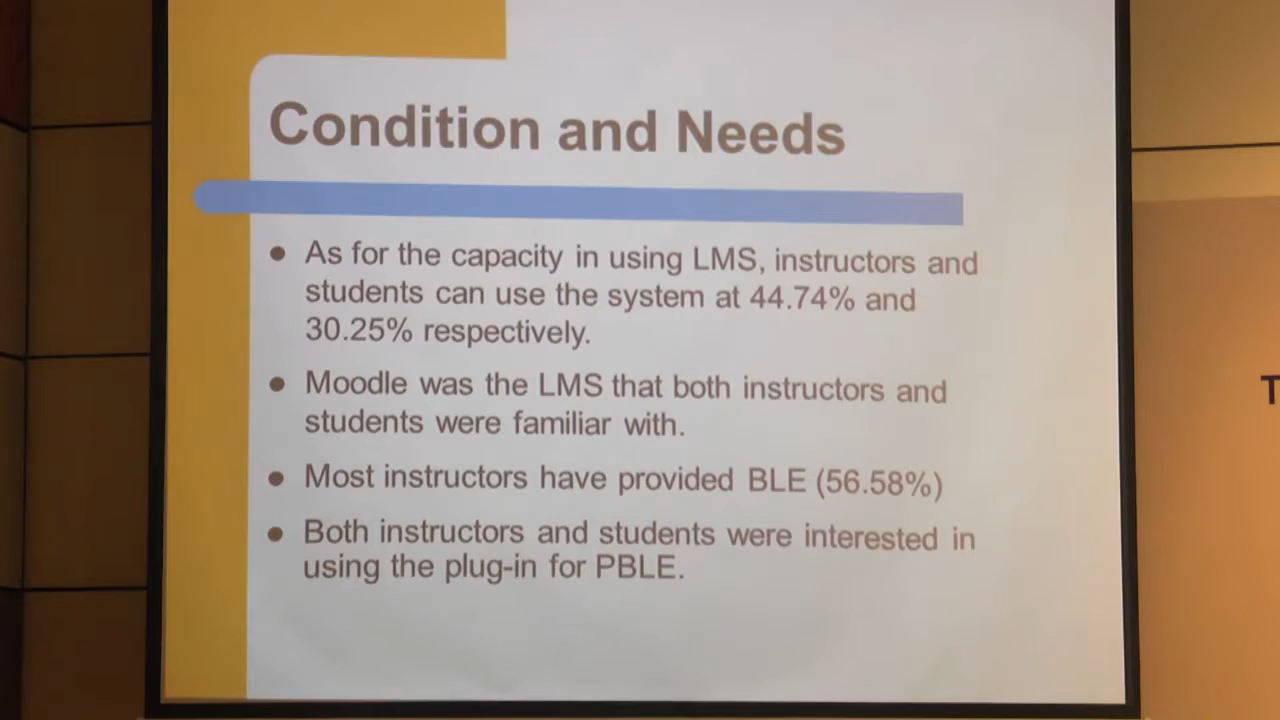 Condition and Needs
• As for the capacity in using LMS, instructors and
students can use the system at 44.74% and
30.25% respectively.
• Moodle was the LMS that both instructors and
students were familiar with.
• Most instructors have provided BLE (56.58%)
• Both instructors and students were interested in
using the plug-in for PBLE.
T